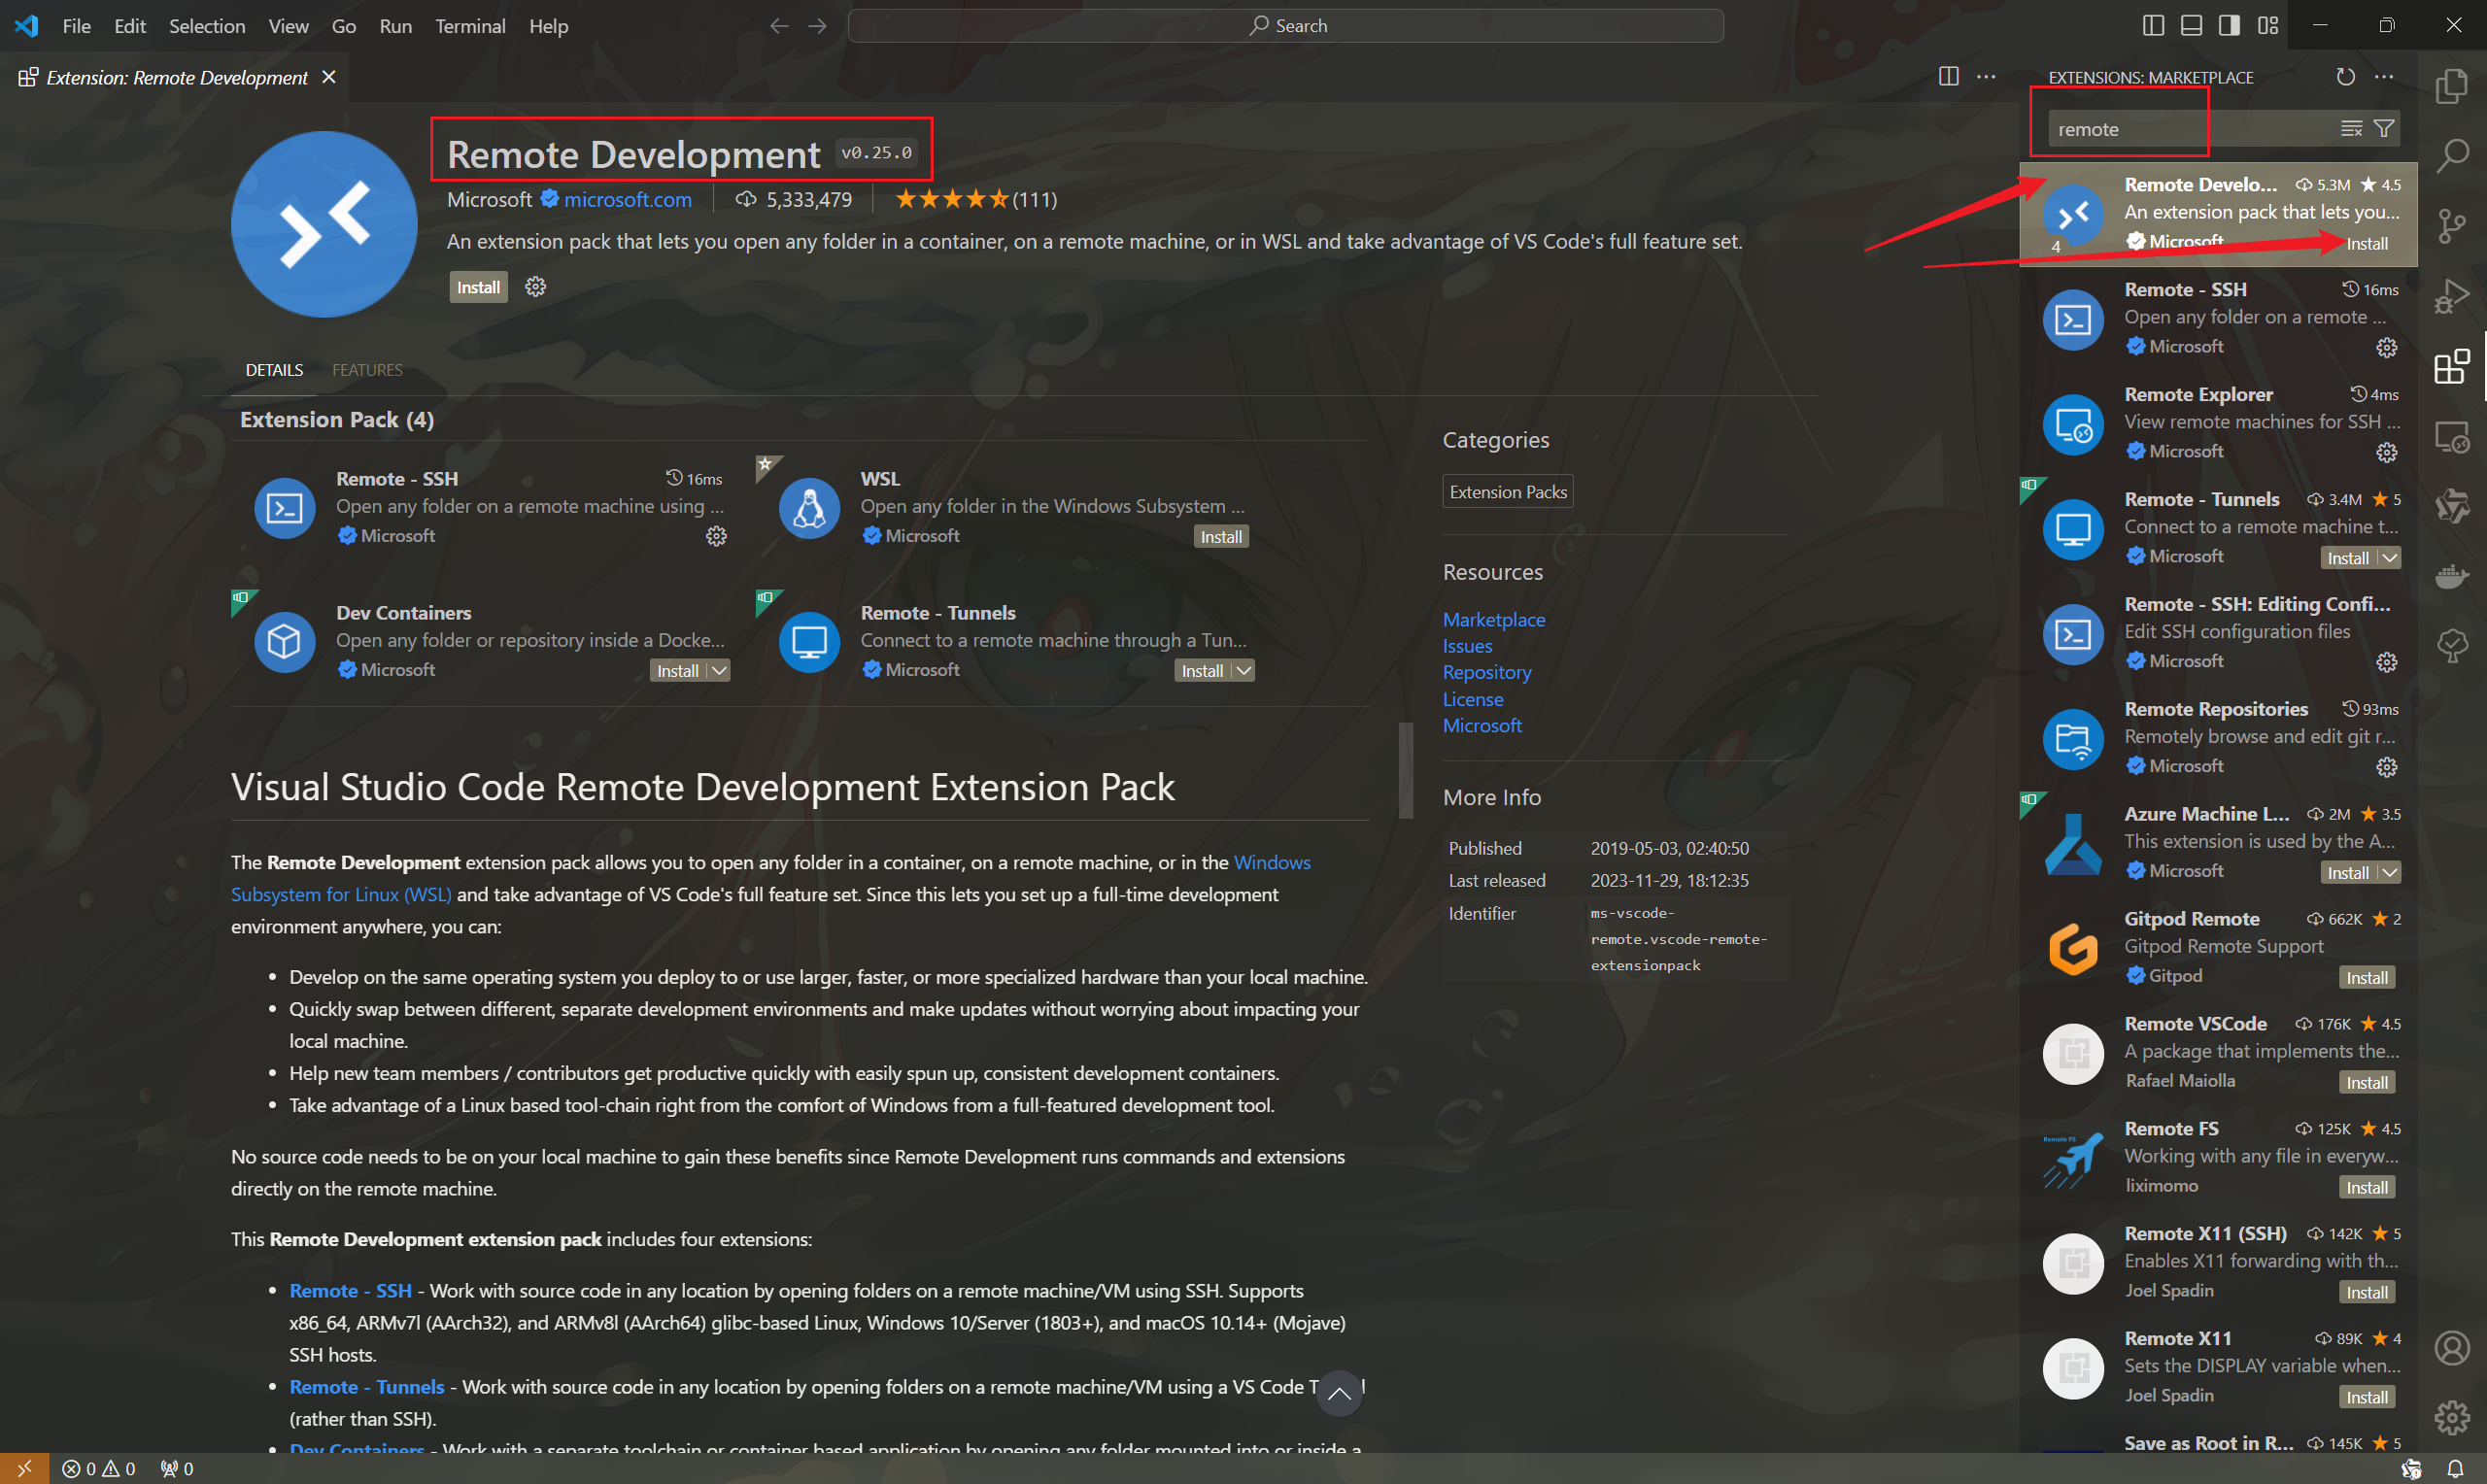 File Edit Selection View Go Run Terminal Help
Search
Extension: Remote Development
Remote Development v0.25.0
Microsoft microsoft.com 5,333,479 (111)
An extension pack that lets you open any folder in a container, on a remote machine, or in WSL and take advantage of VS Code's full feature set.
Install
DETAILS FEATURES
Extension Pack (4)
Remote - SSH 16ms
Open any folder on a remote machine using ...
Microsoft
WSL
Open any folder in the Windows Subsystem ...
Microsoft Install
Dev Containers
Open any folder or repository inside a Docke...
Microsoft Install
Remote - Tunnels
Connect to a remote machine through a Tun...
Microsoft Install
Visual Studio Code Remote Development Extension Pack
The Remote Development extension pack allows you to open any folder in a container, on a remote machine, or in the Windows
Subsystem for Linux (WSL) and take advantage of VS Code's full feature set. Since this lets you set up a full-time development
environment anywhere, you can:
• Develop on the same operating system you deploy to or use larger, faster, or more specialized hardware than your local machine.
• Quickly swap between different, separate development environments and make updates without worrying about impacting your
local machine.
• Help new team members / contributors get productive quickly with easily spun up, consistent development containers.
• Take advantage of a Linux based tool-chain right from the comfort of Windows from a full-featured development tool.
No source code needs to be on your local machine to gain these benefits since Remote Development runs commands and extensions
directly on the remote machine.
This Remote Development extension pack includes four extensions:
• Remote - SSH - Work with source code in any location by opening folders on a remote machine/VM using SSH. Supports
x86_64, ARMv7l (AArch32), and ARMv8l (AArch64) glibc-based Linux, Windows 10/Server (1803+), and macOS 10.14+ (Mojave)
SSH hosts.
• Remote - Tunnels - Work with source code in any location by opening folders on a remote machine/VM using a VS Code
(rather than SSH).
• Dev Containers - Work with a separate toolchain or container based application by opening any folder mounted into or inside a
Categories
Extension Packs
Resources
Marketplace
Issues
Repository
License
Microsoft
More Info
Published 2019-05-03, 02:40:50
Last released 2023-11-29, 18:12:35
Identifier ms-vscode-
remote.vscode-remote-
extensionpack
EXTENSIONS: MARKETPLACE
remote
Remote Develo... 5.3M 4.5
An extension pack that lets you...
4 Microsoft Install
Remote - SSH 16ms
Open any folder on a remote ...
Microsoft
Remote Explorer 4ms
View remote machines for SSH ...
Microsoft
Remote - Tunnels 3.4M 5
Connect to a remote machine t...
Microsoft Install
Remote - SSH: Editing Confi...
Edit SSH configuration files
Microsoft
Remote Repositories 93ms
Remotely browse and edit git r...
Microsoft
Azure Machine L... 2M 3.5
This extension is used by the A...
Microsoft Install
Gitpod Remote 662K 2
Gitpod Remote Support
Gitpod Install
Remote VSCode 176K 4.5
A package that implements the...
Rafael Maiolla Install
Remote FS 125K 4.5
Remote FS
Working with any file in everyw...
liximomo Install
Remote X11 (SSH) 142K 5
Enables X11 forwarding with th...
Joel Spadin Install
Remote X11 89K 4
Sets the DISPLAY variable when...
Joel Spadin Install
Save as Root in R... 145K 5
0 0 0